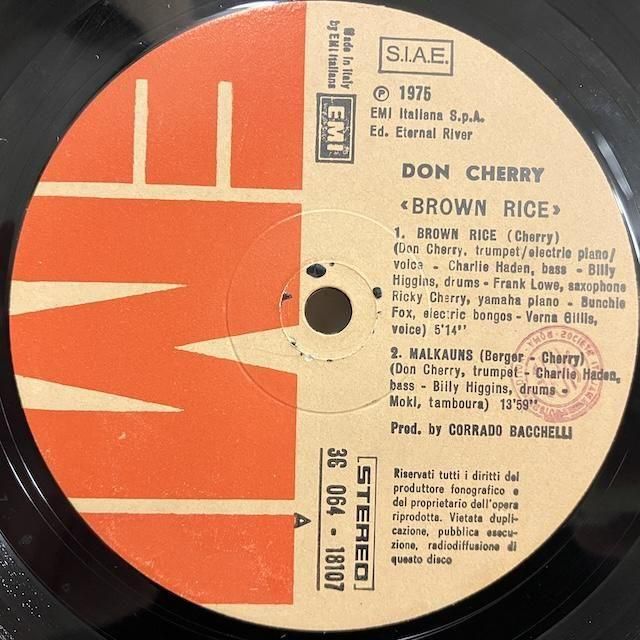 S.I.A.E.
Made in Italy
by EMI Italiana
EMI
℗ 1975
EMI Italiana S.p.A.
Ed. Eternal River
DON CHERRY
«BROWN RICE»
1. BROWN RICE (Cherry)
(Don Cherry, trumpet/electric piano/
voice - Charlie Haden, bass - Billy
Higgins, drums - Frank Lowe, saxophone
Ricky Cherry, yamaha piano - Bunchie
Fox, electric bongos - Verna Gillis,
voice) 5'14"
2. MALKAUNS (Berger - Cherry)
(Don Cherry, trumpet - Charlie Haden,
bass - Billy Higgins, drums -
Moki, tamboura) 13'59"
Prod. by CORRADO BACCHELLI
Riservati tutti i diritti del
produttore fonografico e
del proprietario dell'opera
riprodotta. Vietata dupli-
cazione, pubblica esecu-
zione, radiodiffusione di
questo disco
STEREO
3C 064 - 18107
A
EMI